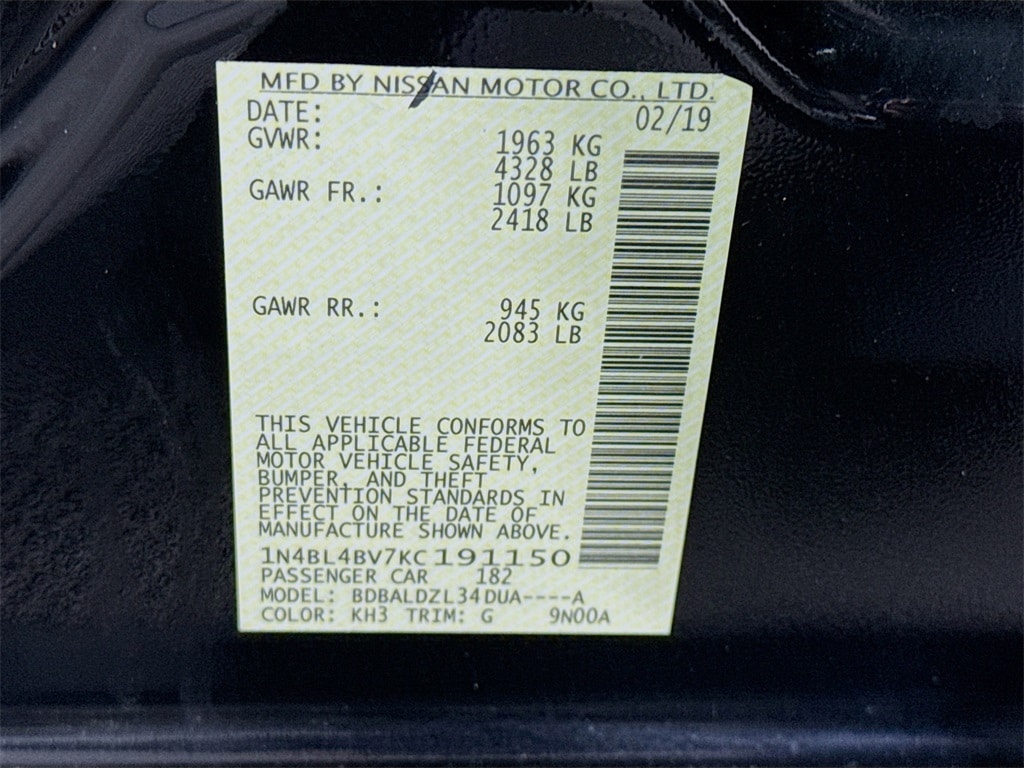 MFD BY NISSAN MOTOR CO., LTD.
DATE: 02/19
GVWR: 1963 KG
4328 LB
GAWR FR.: 1097 KG
2418 LB
GAWR RR.: 945 KG
2083 LB
THIS VEHICLE CONFORMS TO
ALL APPLICABLE FEDERAL
MOTOR VEHICLE SAFETY,
BUMPER, AND THEFT
PREVENTION STANDARDS IN
EFFECT ON THE DATE OF
MANUFACTURE SHOWN ABOVE.
1N4BL4BV7KC191150
PASSENGER CAR 182
MODEL: BDBALDZL34DUA----A
COLOR: KH3 TRIM: G 9N00A